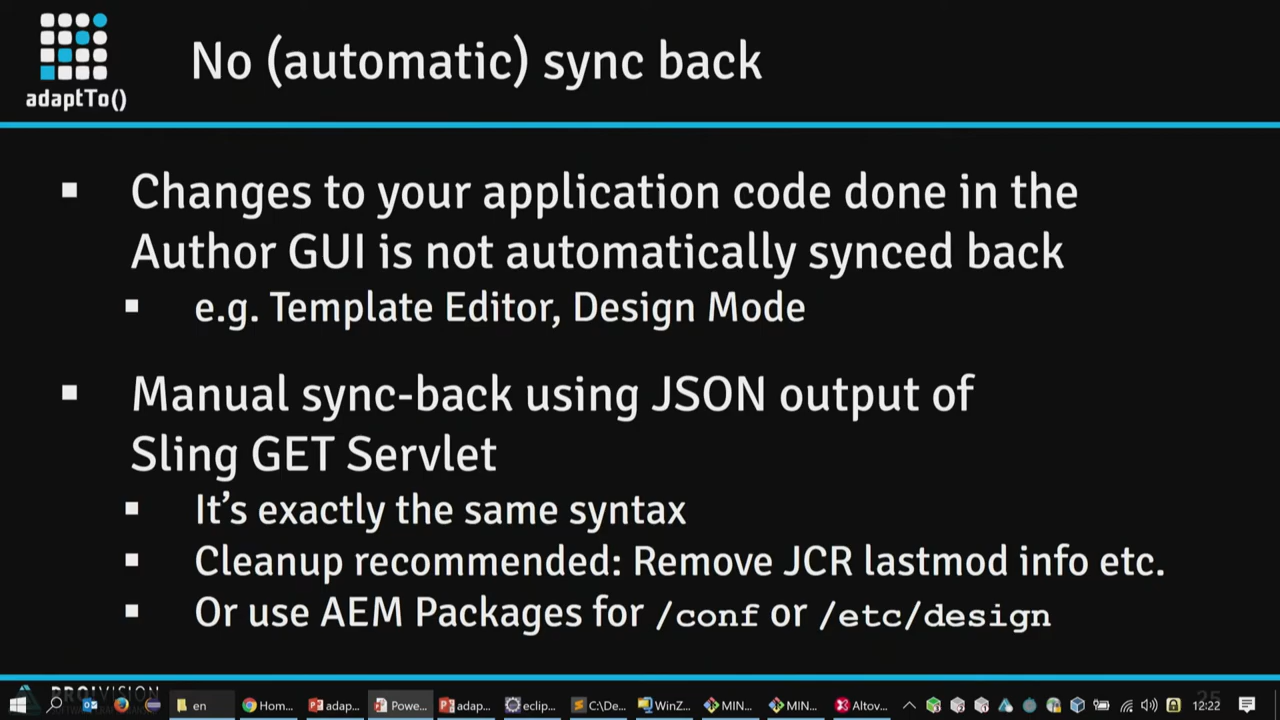 No (automatic) sync back
adaptTo()
Changes to your application code done in the
Author GUI is not automatically synced back
e.g. Template Editor, Design Mode
Manual sync-back using JSON output of
Sling GET Servlet
It's exactly the same syntax
Cleanup recommended: Remove JCR lastmod info etc.
Or use AEM Packages for /conf or /etc/design
25
en
Hom...
adap...
Powe...
adap...
eclip...
C:\De...
WinZ...
MIN...
MIN...
Altov...
12:22